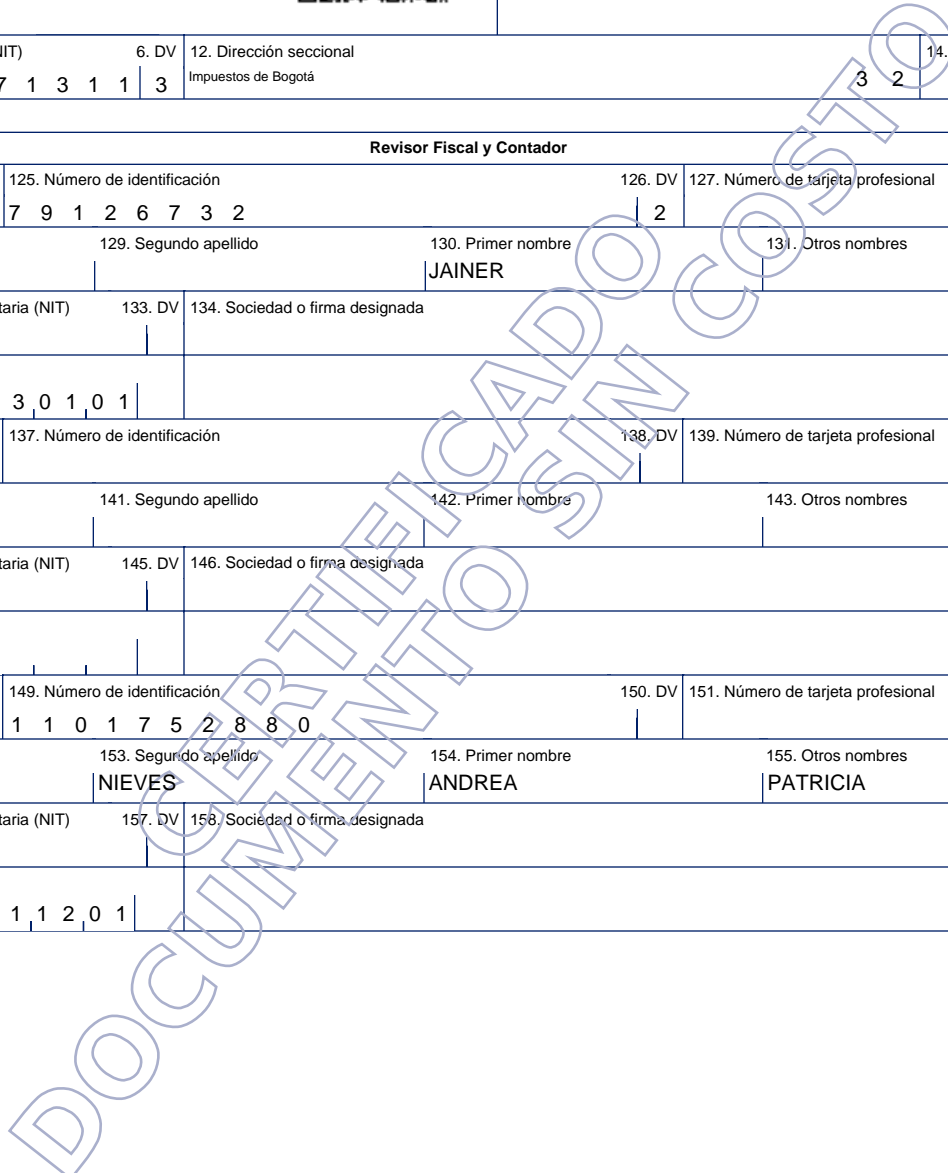 IT) 6. DV 12. Dirección seccional 14.
7 1 3 1 1 3 Impuestos de Bogotá 3 2
Revisor Fiscal y Contador
125. Número de identificación 126. DV 127. Número de tarjeta profesional
7 9 1 2 6 7 3 2 2
129. Segundo apellido 130. Primer nombre 131. Otros nombres
JAINER
taria (NIT) 133. DV 134. Sociedad o firma designada
3 0 1 0 1
137. Número de identificación 138. DV 139. Número de tarjeta profesional
141. Segundo apellido 142. Primer nombre 143. Otros nombres
taria (NIT) 145. DV 146. Sociedad o firma designada
149. Número de identificación 150. DV 151. Número de tarjeta profesional
1 1 0 1 7 5 2 8 8 0
153. Segundo apellido 154. Primer nombre 155. Otros nombres
NIEVES ANDREA PATRICIA
taria (NIT) 157. DV 158. Sociedad o firma designada
1 1 2 0 1
CERTIFICADO
DOCUMENTO SIN COSTO